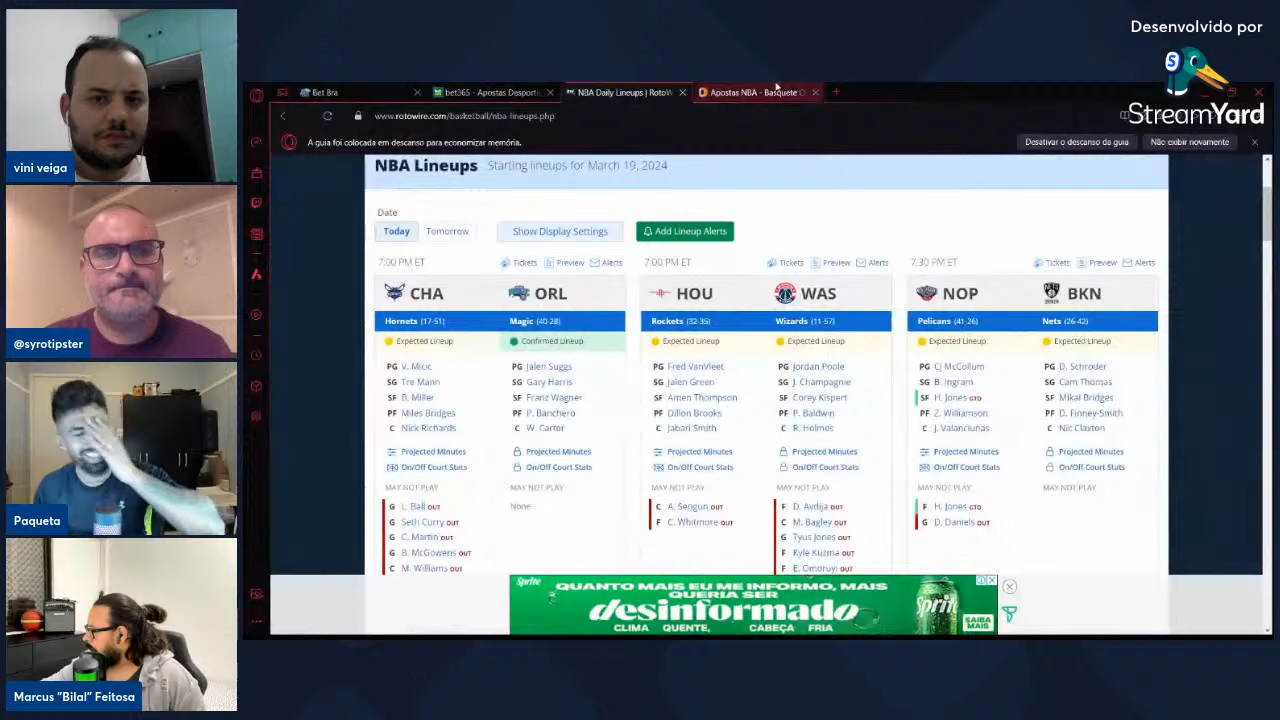 Desenvolvido por
StreamYard
vini veiga
@syrotipster
Paqueta
Marcus "Bilal" Feitosa
Bet Bra
bet365 - Apostas Desporti
NBA Daily Lineups | RotoW
Apostas NBA - Basquete O
www.rotowire.com/basketball/nba-lineups.php
A guia foi colocada em descanso para economizar memória.
Desativar o descanso da guia
Não exibir novamente
NBA Lineups Starting lineups for March 19, 2024
Date
Today Tomorrow Show Display Settings Add Lineup Alerts
7:00 PM ET Tickets Preview Alerts
CHA ORL
Hornets (17-51) Magic (40-28)
Expected Lineup Confirmed Lineup
PG V. Micic PG Jalen Suggs
SG Tre Mann SG Gary Harris
SF B. Miller SF Franz Wagner
PF Miles Bridges PF P. Banchero
C Nick Richards C W. Carter
Projected Minutes Projected Minutes
On/Off Court Stats On/Off Court Stats
MAY NOT PLAY MAY NOT PLAY
G L. Ball OUT None
G Seth Curry OUT
G C. Martin OUT
G B. McGowens OUT
C M. Williams OUT
7:00 PM ET Tickets Preview Alerts
HOU WAS
Rockets (32-35) Wizards (11-57)
Expected Lineup Expected Lineup
PG Fred VanVleet PG Jordan Poole
SG Jalen Green SG J. Champagnie
SF Amen Thompson SF Corey Kispert
PF Dillon Brooks PF P. Baldwin
C Jabari Smith C R. Holmes
Projected Minutes Projected Minutes
On/Off Court Stats On/Off Court Stats
MAY NOT PLAY MAY NOT PLAY
C A. Sengun OUT F D. Avdija OUT
F C. Whitmore OUT C M. Bagley OUT
G Tyus Jones OUT
F Kyle Kuzma OUT
F E. Omoruyi OUT
7:30 PM ET Tickets Preview Alerts
NOP BKN
Pelicans (41-26) Nets (26-42)
Expected Lineup Expected Lineup
PG CJ McCollum PG D. Schroder
SG B. Ingram SG Cam Thomas
SF H. Jones GTD SF Mikal Bridges
PF Z. Williamson PF D. Finney-Smith
C J. Valanciunas C Nic Claxton
Projected Minutes Projected Minutes
On/Off Court Stats On/Off Court Stats
MAY NOT PLAY MAY NOT PLAY
F H. Jones GTD
G D. Daniels OUT
Sprite
QUANTO MAIS EU ME INFORMO, MAIS
QUERIA SER
desinformado
CLIMA QUENTE, CABEÇA FRIA
Sprite
SAIBA
MAIS